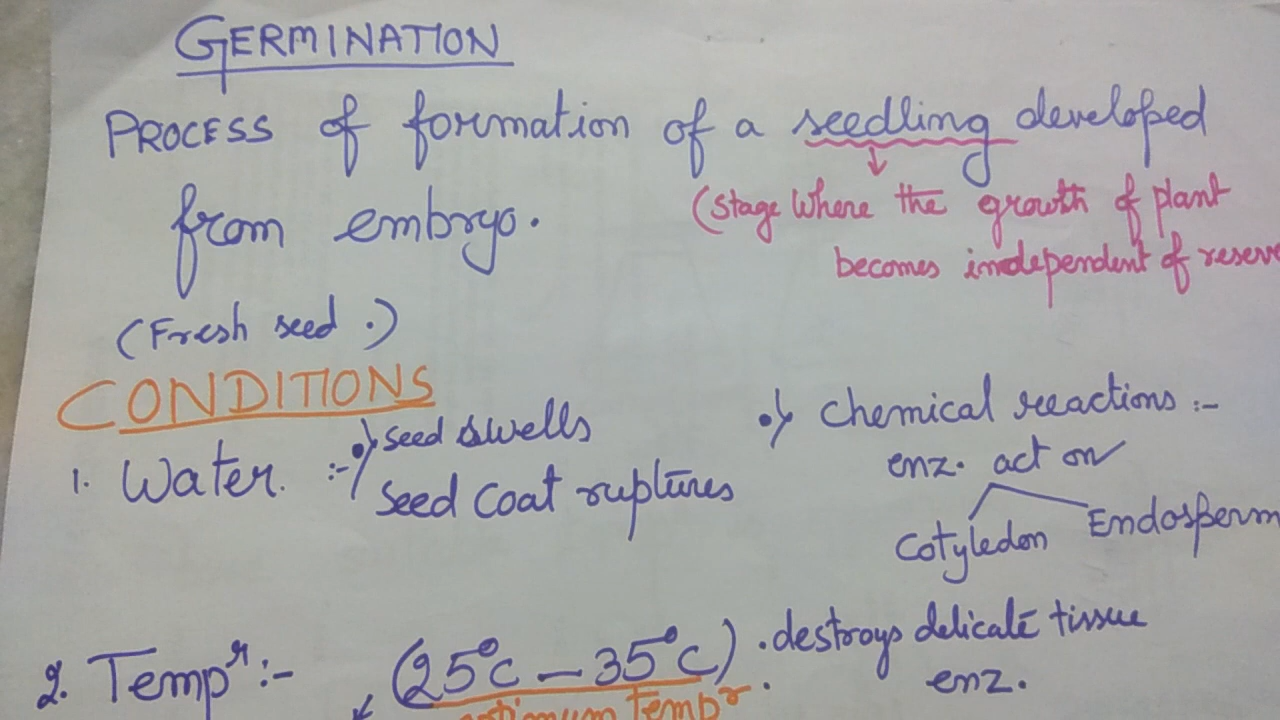 GERMINATION
PROCESS of formation of a seedling developed
from embryo.
(Stage Where the growth of plant
becomes independent of reserve
(Fresh seed .)
CONDITIONS
1. Water. :- •) seed swells
seed coat ruptures
•) Chemical reactions :-
enz. act on
Cotyledon Endosperm
2. Tempr :- (25°C – 35°C) . destroys delicate tissue
enz.
optimum Tempr.